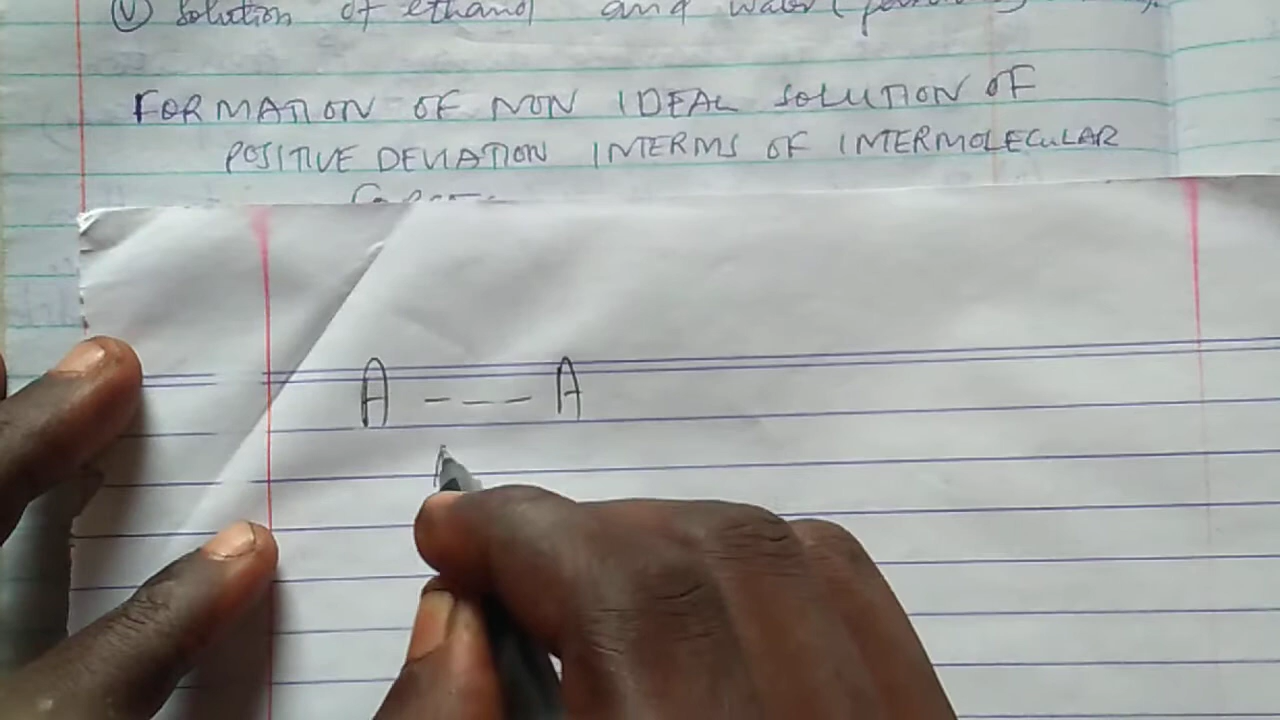 (v) Solution of ethanol and water (
FORMATION OF NON IDEAL SOLUTION OF
POSITIVE DEVIATION INTERMS OF INTERMOLECULAR
A - - - A